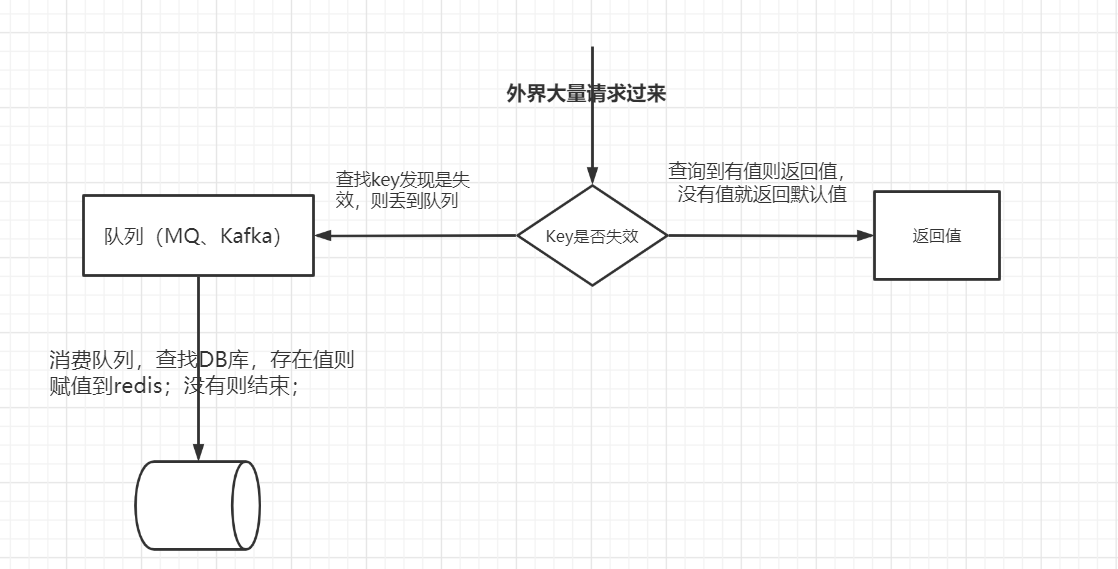 外界大量请求过来
查找key发现是失
效，则丢到队列
查询到有值则返回值，
没有值就返回默认值
队列（MQ、Kafka）
Key是否失效
返回值
消费队列，查找DB库，存在值则
赋值到redis；没有则结束；